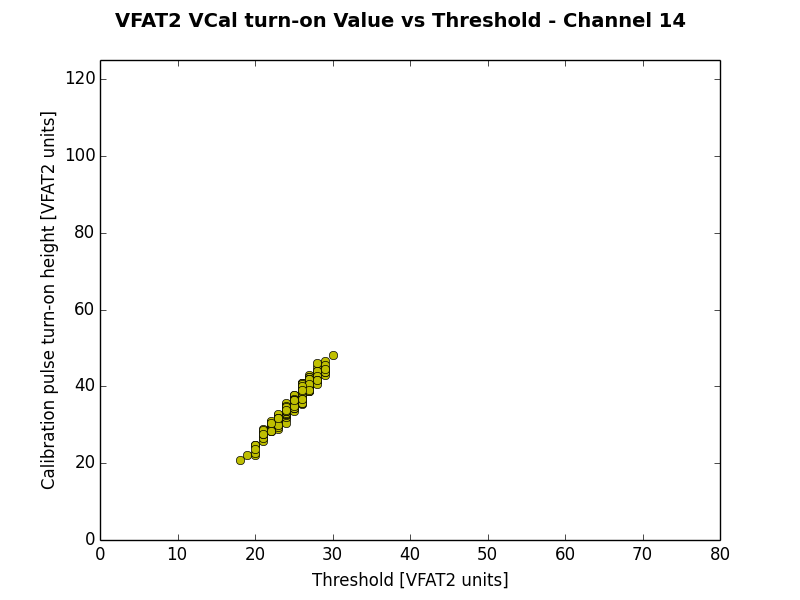 VFAT2 VCal turn-on Value vs Threshold - Channel 14
Calibration pulse turn-on height [VFAT2 units]
120
100
80
60
40
20
0
0 10 20 30 40 50 60 70 80
Threshold [VFAT2 units]